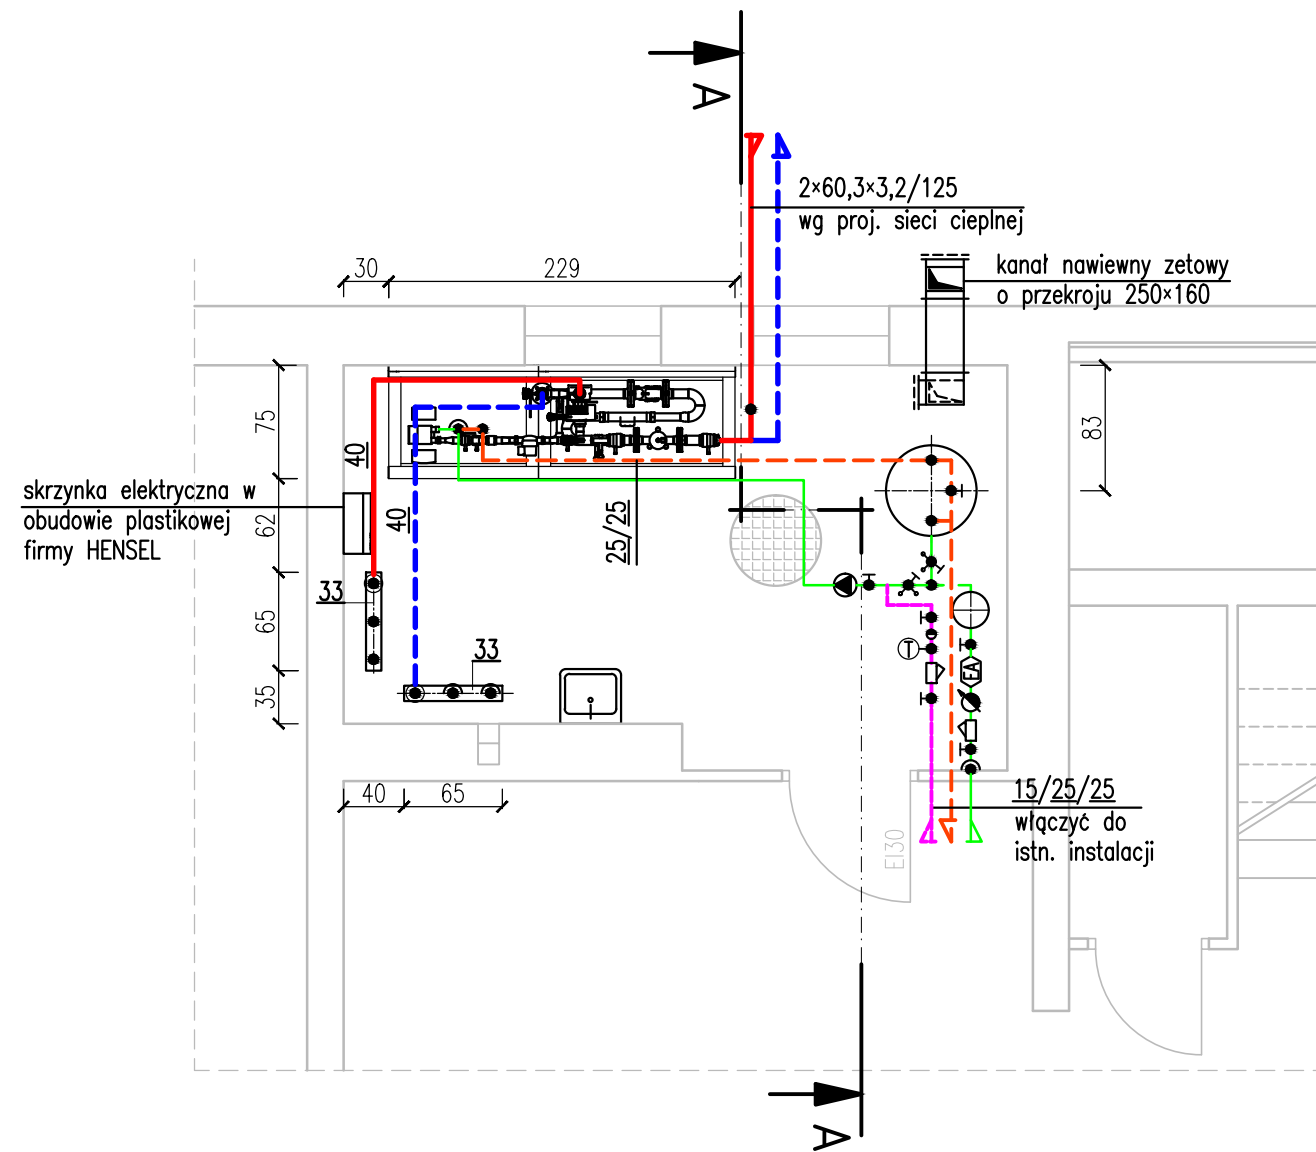 A
2×60,3×3,2/125
wg proj. sieci cieplnej
kanał nawiewny zetowy
o przekroju 250×160
30
229
75
40
83
skrzynka elektryczna w
obudowie plastikowej
firmy HENSEL
62
40
25/25
33
65
T
33
EA
35
40
65
15/25/25
włączyć do
istn. instalacji
EI30
A